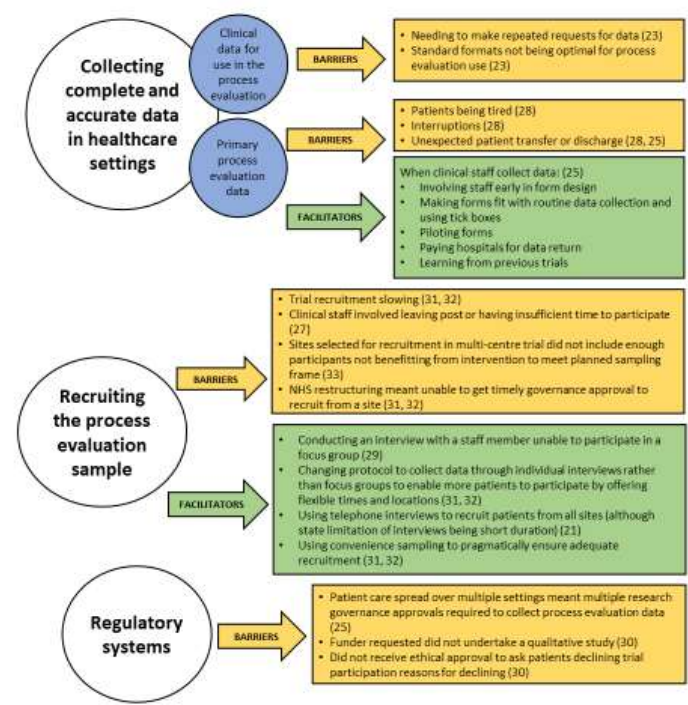 Collecting
complete and
accurate data
in healthcare
settings
Clinical
data for
use in the
process
evaluation
BARRIERS
• Needing to make repeated requests for data (23)
• Standard formats not being optimal for process
evaluation use (23)
Primary
process
evaluation
data
BARRIERS
• Patients being tired (28)
• Interruptions (28)
• Unexpected patient transfer or discharge (28, 25)
FACILITATORS
When clinical staff collect data: (25)
• Involving staff early in form design
• Making forms fit with routine data collection and
using tick boxes
• Piloting forms
• Paying hospitals for data return
• Learning from previous trials
Recruiting
the process
evaluation
sample
BARRIERS
• Trial recruitment slowing (31, 32)
• Clinical staff involved leaving post or having insufficient time to participate
(27)
• Sites selected for recruitment in multi-centre trial did not include enough
participants not benefitting from intervention to meet planned sampling
frame (33)
• NHS restructuring meant unable to get timely governance approval to
recruit from a site (31, 32)
FACILITATORS
• Conducting an interview with a staff member unable to participate in a
focus group (29)
• Changing protocol to collect data through individual interviews rather
than focus groups to enable more patients to participate by offering
flexible times and locations (31, 32)
• Using telephone interviews to recruit patients from all sites (although
state limitation of interviews being short duration) (21)
• Using convenience sampling to pragmatically ensure adequate
recruitment (31, 32)
Regulatory
systems
BARRIERS
• Patient care spread over multiple settings meant multiple research
governance approvals required to collect process evaluation data
(25)
• Funder requested did not undertake a qualitative study (30)
• Did not receive ethical approval to ask patients declining trial
participation reasons for declining (30)